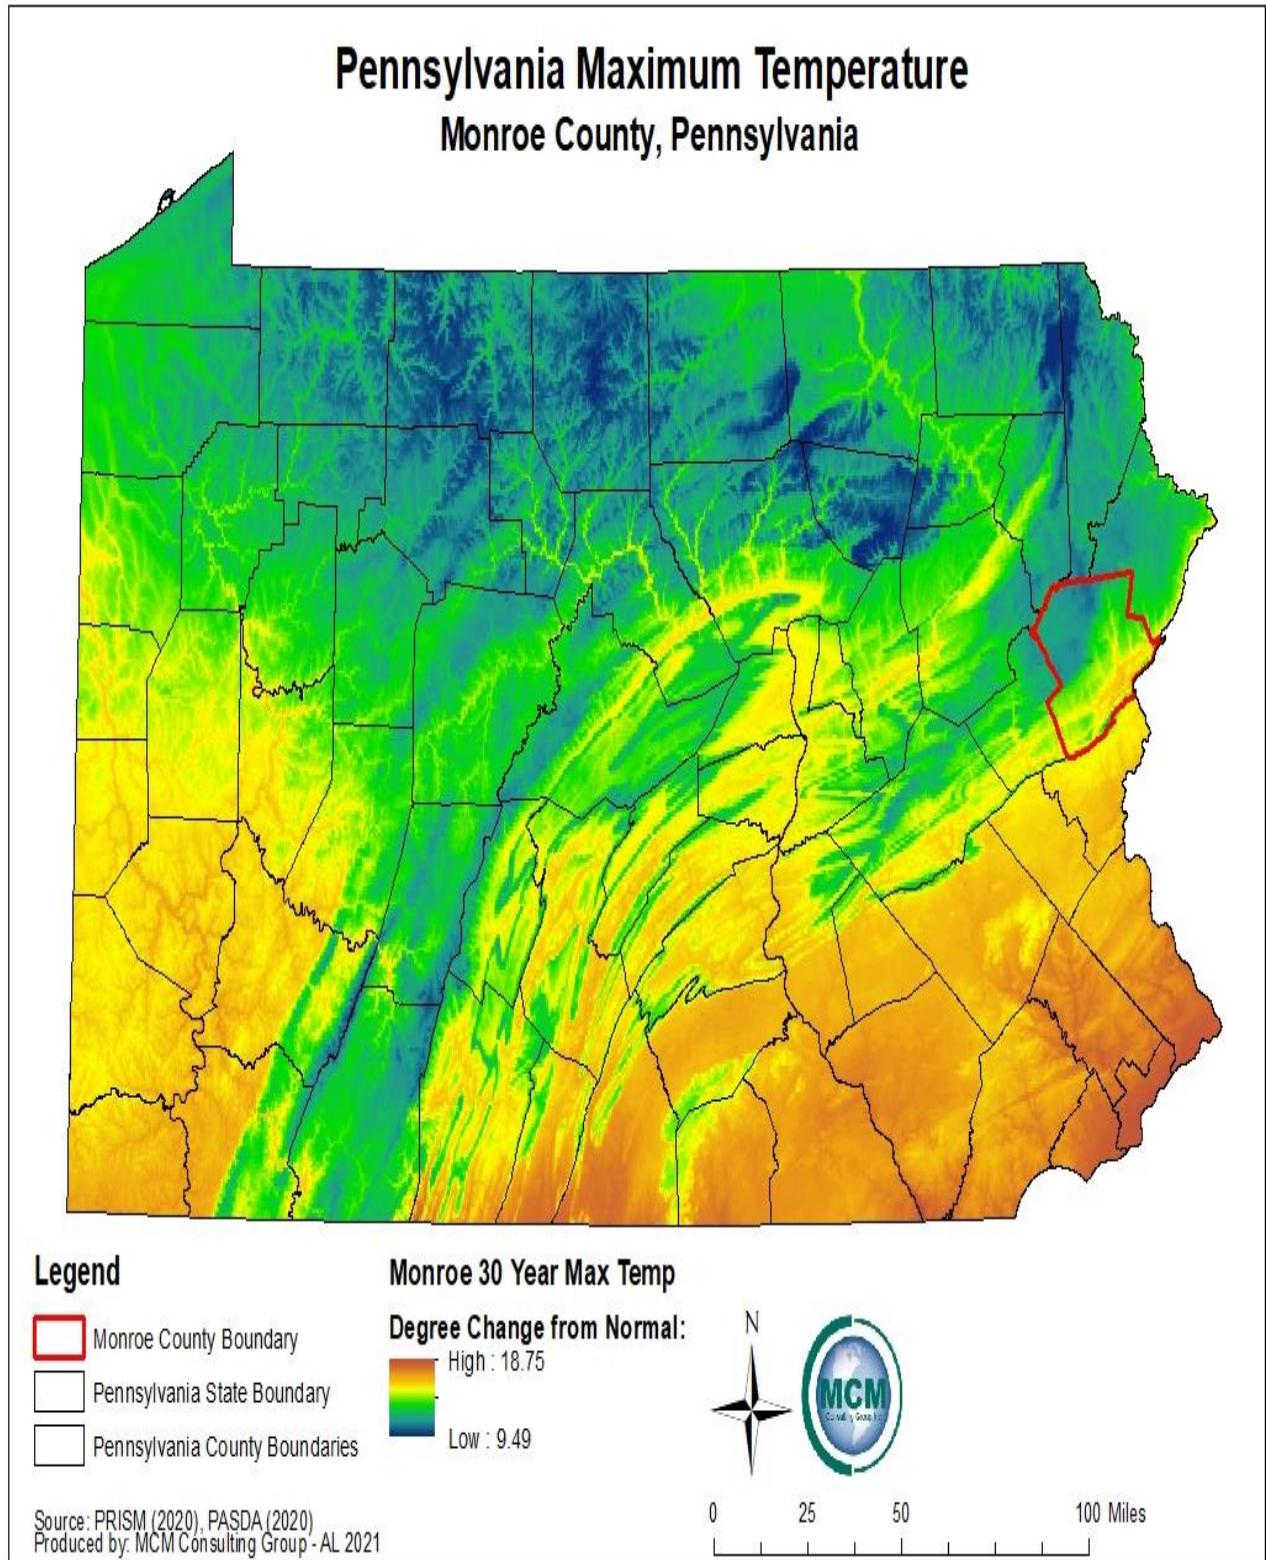 Pennsylvania Maximum Temperature
Monroe County, Pennsylvania
Legend
Monroe County Boundary
Pennsylvania State Boundary
Pennsylvania County Boundaries
Monroe 30 Year Max Temp
Degree Change from Normal:
High : 18.75
Low : 9.49
N
MCM
Consulting Group
0 25 50 100 Miles
Source: PRISM (2020), PASDA (2020)
Produced by: MCM Consulting Group - AL 2021